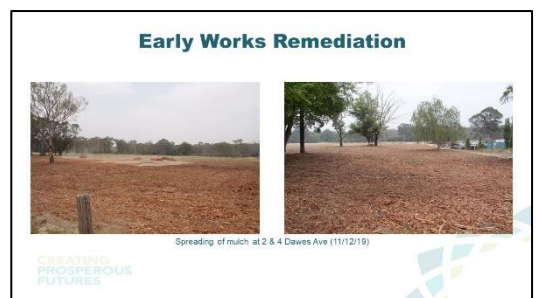 Early Works Remediation
Spreading of mulch at 2 & 4 Dawes Ave (11/12/19)
CREATING
PROSPEROUS
FUTURES